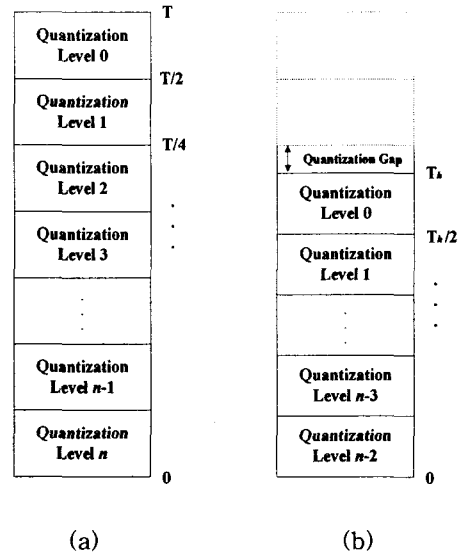 T
Quantization
Level 0
T/2
Quantization
Level 1
T/4
Quantization
Level 2
Quantization
Level 3
Quantization
Level n-1
Quantization
Level n
0
(a)
Quantization Gap
Th
Quantization
Level 0
Th/2
Quantization
Level 1
Quantization
Level n-3
Quantization
Level n-2
0
(b)